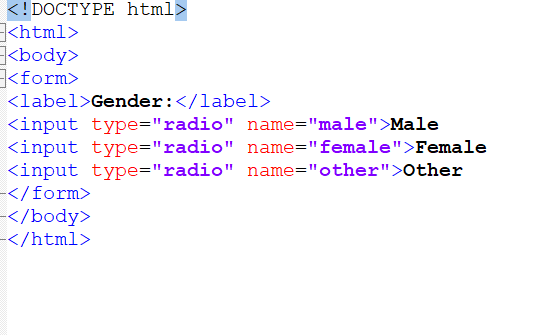 <!DOCTYPE html>
<html>
<body>
<form>
<label>Gender:</label>
<input type="radio" name="male">Male
<input type="radio" name="female">Female
<input type="radio" name="other">Other
</form>
</body>
</html>